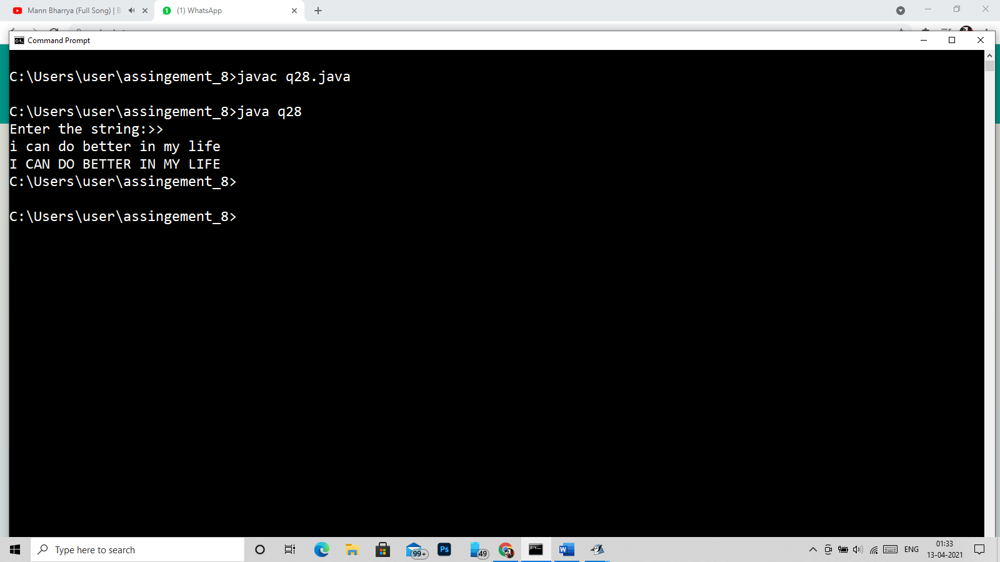 Mann Bharrya (Full Song) | B
(1) WhatsApp
Command Prompt
C:\Users\user\assingement_8>javac q28.java
C:\Users\user\assingement_8>java q28
Enter the string:>>
i can do better in my life
I CAN DO BETTER IN MY LIFE
C:\Users\user\assingement_8>
C:\Users\user\assingement_8>
Type here to search
99+
Ps
49
W
ENG
01:33
13-04-2021